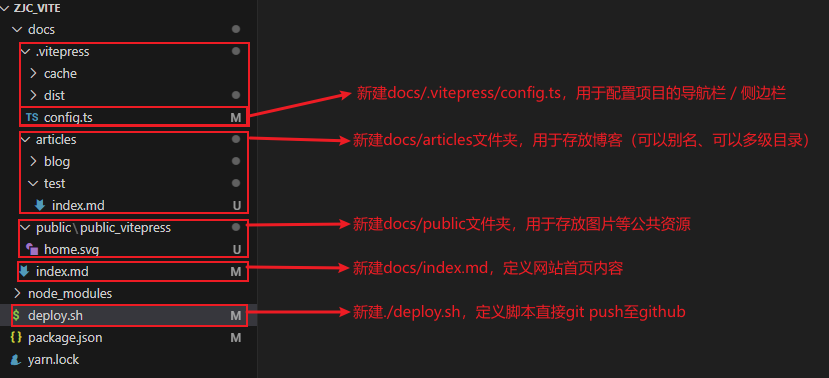 ZJC_VITE
docs
.vitepress
cache
dist
TS config.ts M
新建docs/.vitepress/config.ts，用于配置项目的导航栏 / 侧边栏
articles
新建docs/articles文件夹，用于存放博客（可以别名、可以多级目录）
blog
test
index.md U
public\public_vitepress
新建docs/public文件夹，用于存放图片等公共资源
home.svg U
index.md M
新建docs/index.md，定义网站首页内容
node_modules
$ deploy.sh M
新建./deploy.sh，定义脚本直接git push至github
{} package.json M
yarn.lock